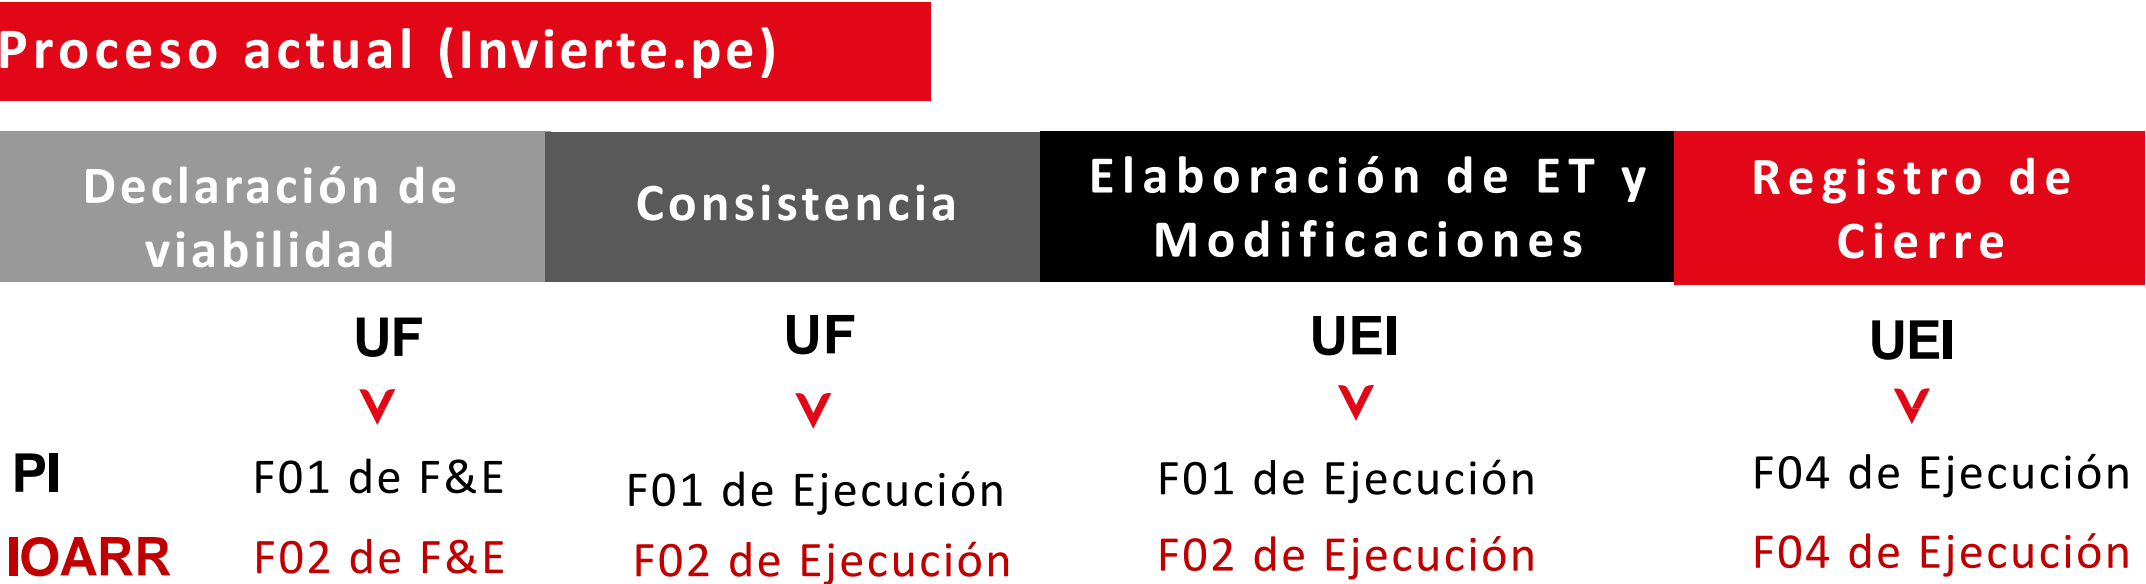 Proceso actual (Invierte.pe)
Declaración de
viabilidad
Consistencia
Elaboración de ET y
Modificaciones
Registro de
Cierre
UF
UF
UEI
UEI
PI
F01 de F&E
F01 de Ejecución
F01 de Ejecución
F04 de Ejecución
IOARR
F02 de F&E
F02 de Ejecución
F02 de Ejecución
F04 de Ejecución